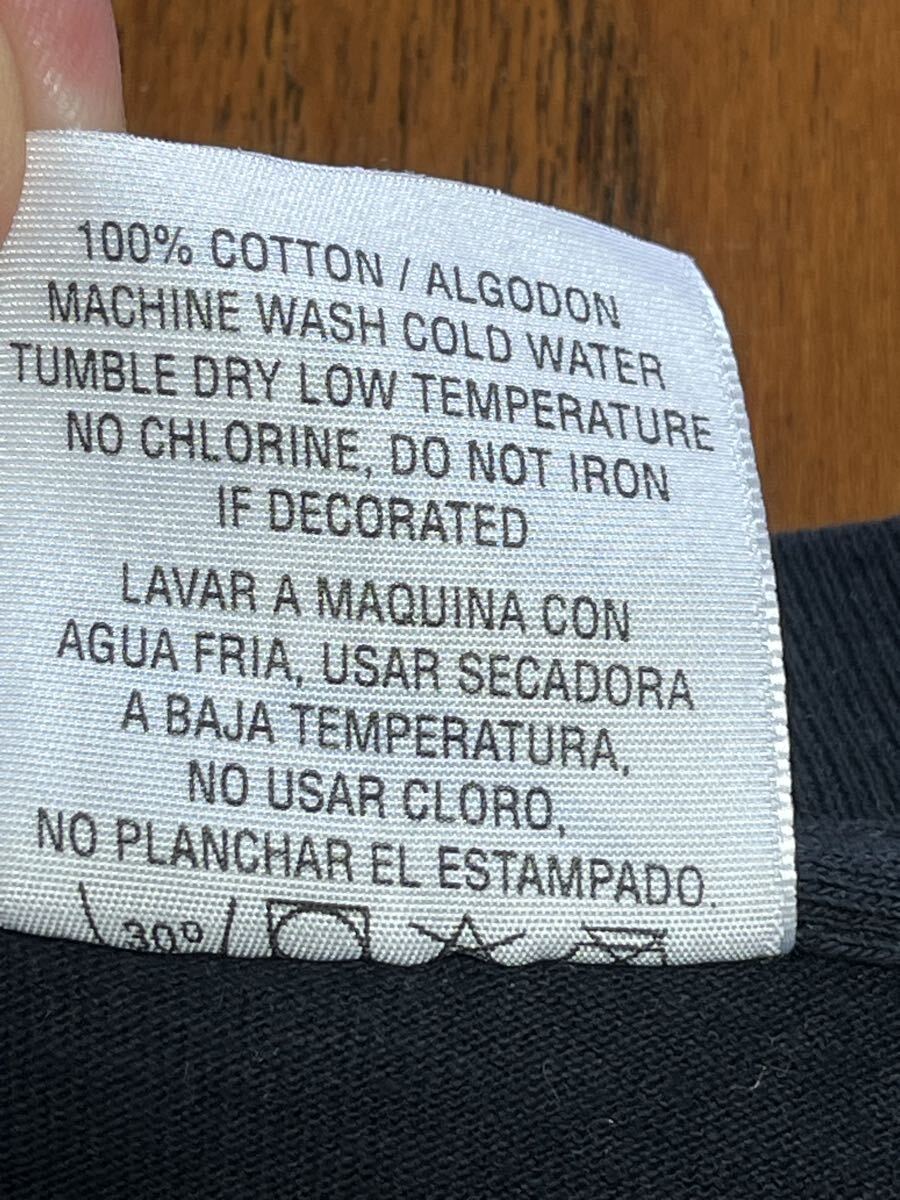 100% COTTON / ALGODON
MACHINE WASH COLD WATER
TUMBLE DRY LOW TEMPERATURE
NO CHLORINE, DO NOT IRON
IF DECORATED
LAVAR A MAQUINA CON
AGUA FRIA, USAR SECADORA
A BAJA TEMPERATURA,
NO USAR CLORO,
NO PLANCHAR EL ESTAMPADO.
30º